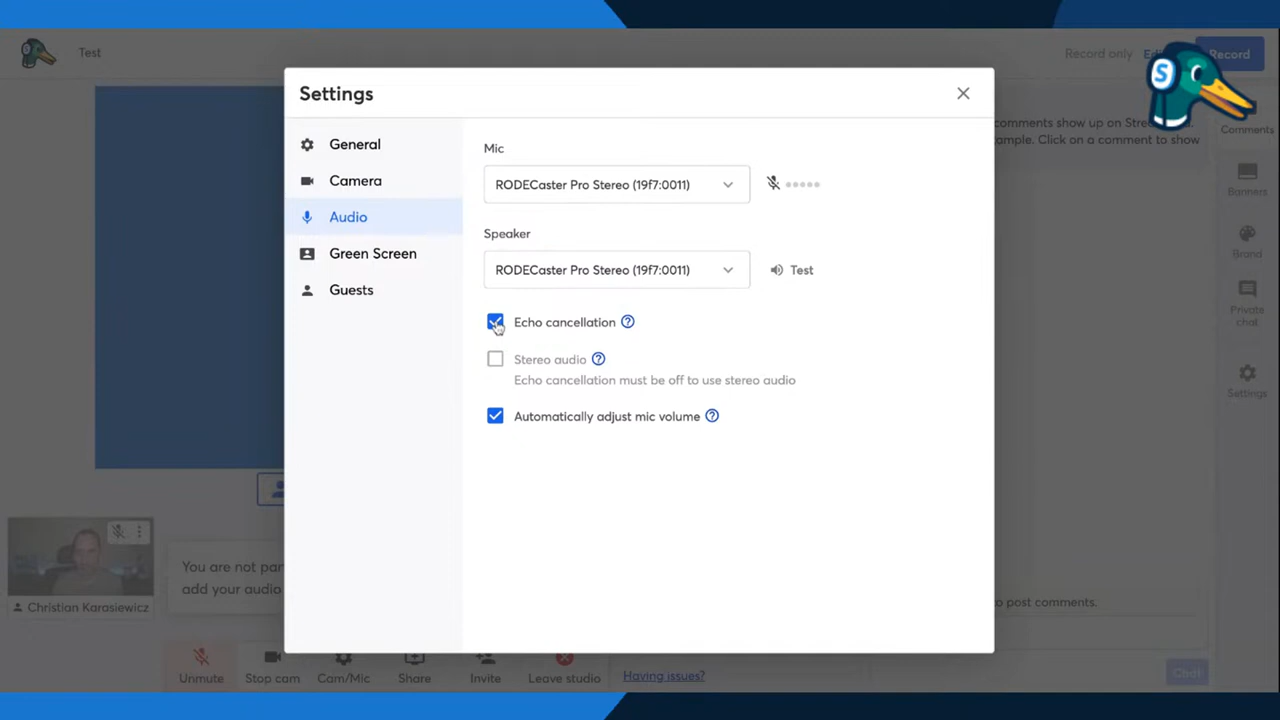 Test
Record only
Record
Settings
General
Camera
Audio
Green Screen
Guests
Mic
RODECaster Pro Stereo (19f7:0011)
Speaker
RODECaster Pro Stereo (19f7:0011)
Test
Echo cancellation
Stereo audio
Echo cancellation must be off to use stereo audio
Automatically adjust mic volume
S
comments show up on
Click on a comment to show
Comments
Banners
Brand
Private
chat
Settings
You are not
add your audio
Christian Karasiewicz
to post comments.
Unmute
Stop cam
Cam/Mic
Share
Invite
Leave studio
Having issues?
Chat